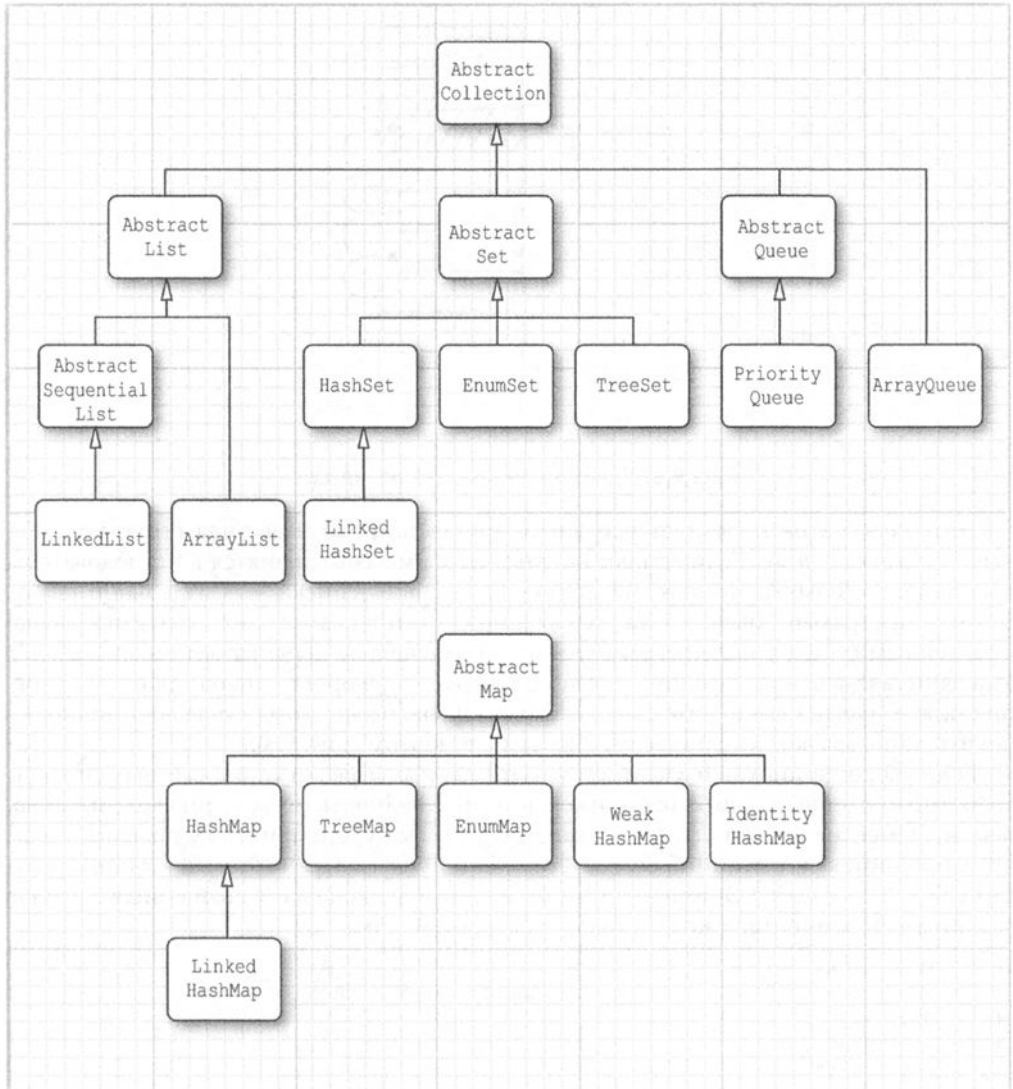 Abstract
Collection
Abstract
List
Abstract
Set
Abstract
Queue
Abstract
Sequential
List
HashSet
EnumSet
TreeSet
Priority
Queue
ArrayQueue
LinkedList
ArrayList
Linked
HashSet
Abstract
Map
HashMap
TreeMap
EnumMap
Weak
HashMap
Identity
HashMap
Linked
HashMap